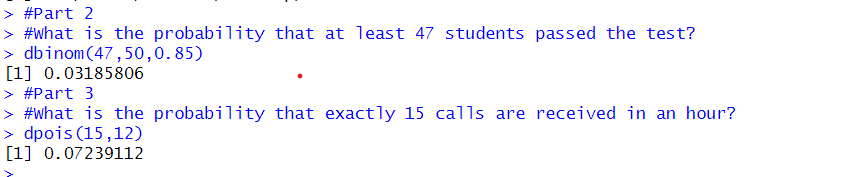 > #Part 2
> #What is the probability that at least 47 students passed the test?
> dbinom(47,50,0.85)
[1] 0.03185806
> #Part 3
> #What is the probability that exactly 15 calls are received in an hour?
> dpois(15,12)
[1] 0.07239112
>